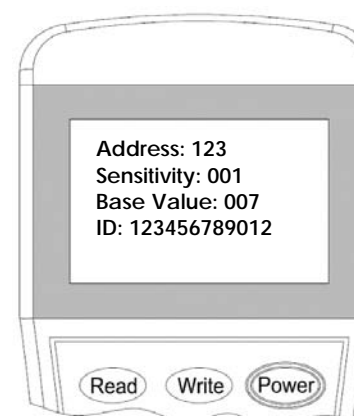 Address: 123
Sensitivity: 001
Base Value: 007
ID: 123456789012
Read Write Power